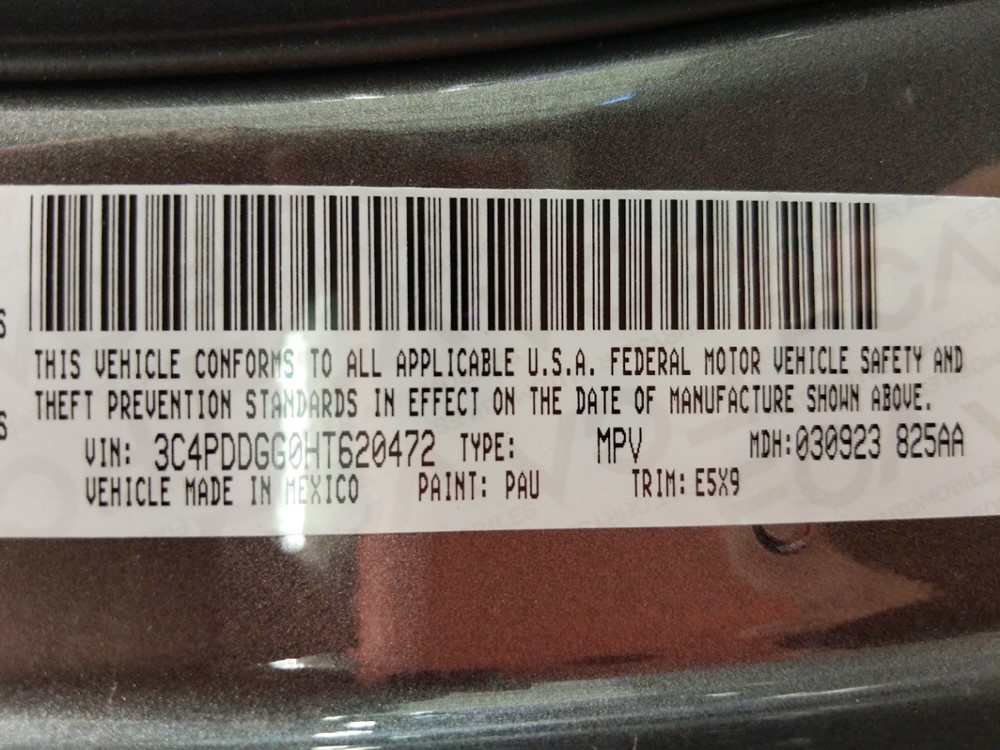 S
THIS VEHICLE CONFORMS TO ALL APPLICABLE U.S.A. FEDERAL MOTOR VEHICLE SAFETY AND
S
THEFT PREVENTION STANDARDS IN EFFECT ON THE DATE OF MANUFACTURE SHOWN ABOVE.
VIN: 3C4PDDGG0HT620472 TYPE: MPV MDH:030923 825AA
VEHICLE MADE IN MEXICO PAINT: PAU TRIM: E5X9